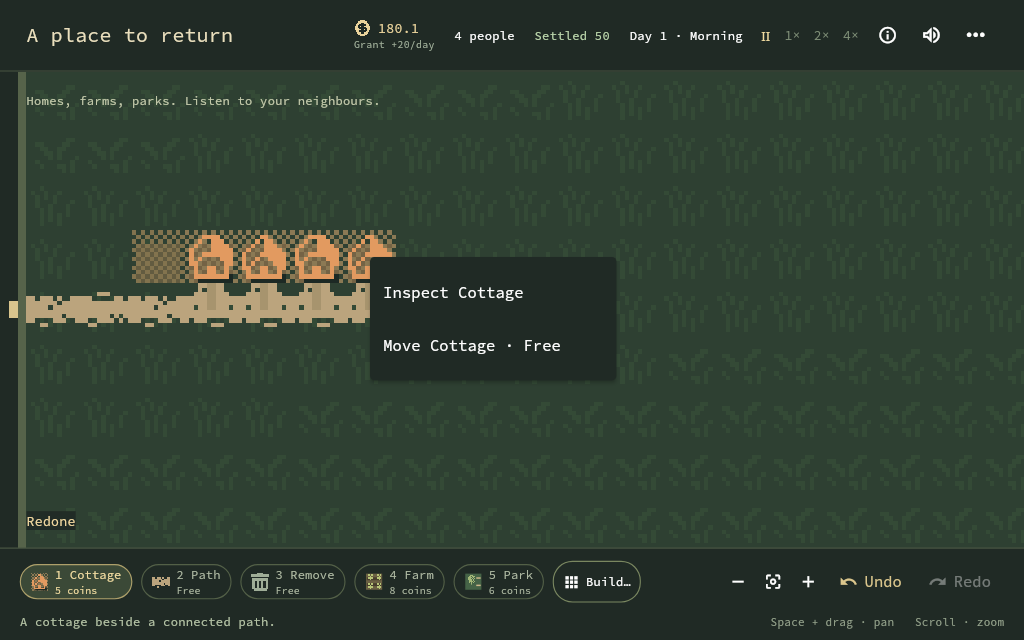 A place to return
180.1
Grant +20/day
4 people
Settled 50
Day 1 · Morning
1×
2×
4×
Homes, farms, parks. Listen to your neighbours.
Inspect Cottage
Move Cottage · Free
Redone
1 Cottage
5 coins
2 Path
Free
3 Remove
Free
4 Farm
8 coins
5 Park
6 coins
Build…
Undo
Redo
A cottage beside a connected path.
Space + drag · pan
Scroll · zoom